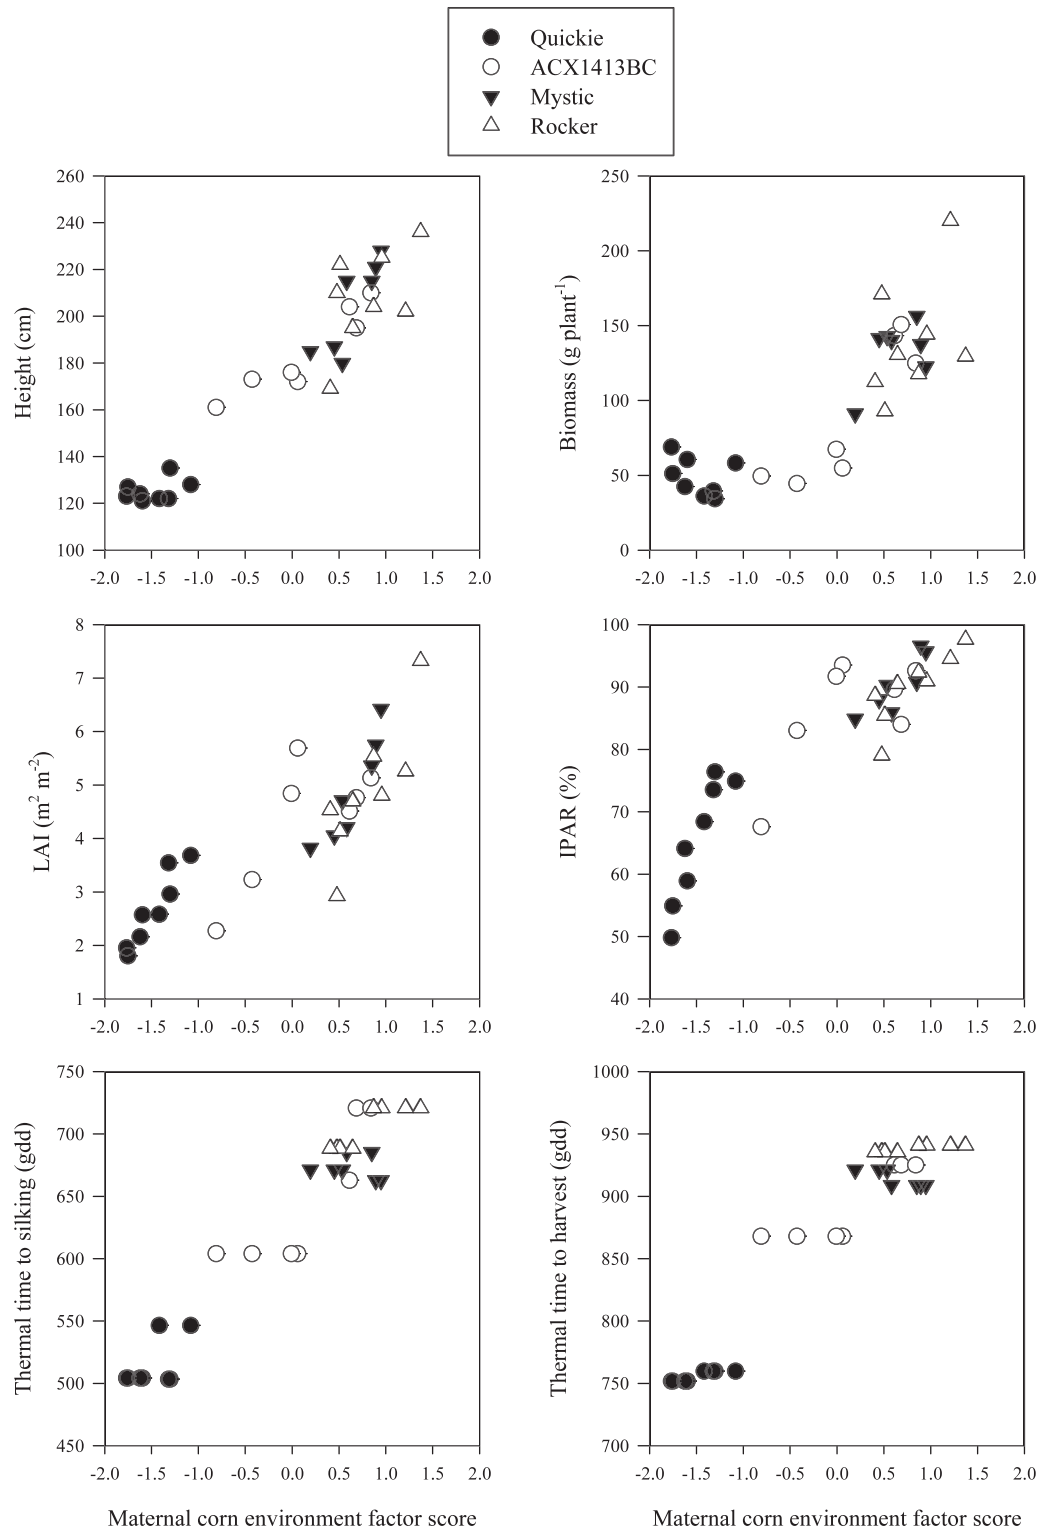 Quickie
ACX1413BC
Mystic
Rocker
260
240
220
200
180
160
140
120
100
Height (cm)
-2.0 -1.5 -1.0 -0.5 0.0 0.5 1.0 1.5 2.0
250
200
150
100
50
0
Biomass (g plant⁻¹)
-2.0 -1.5 -1.0 -0.5 0.0 0.5 1.0 1.5 2.0
8
7
6
5
4
3
2
1
LAI (m² m⁻²)
-2.0 -1.5 -1.0 -0.5 0.0 0.5 1.0 1.5 2.0
100
90
80
70
60
50
40
IPAR (%)
-2.0 -1.5 -1.0 -0.5 0.0 0.5 1.0 1.5 2.0
750
700
650
600
550
500
450
Thermal time to silking (gdd)
-2.0 -1.5 -1.0 -0.5 0.0 0.5 1.0 1.5 2.0
Maternal corn environment factor score
1000
950
900
850
800
750
700
Thermal time to harvest (gdd)
-2.0 -1.5 -1.0 -0.5 0.0 0.5 1.0 1.5 2.0
Maternal corn environment factor score